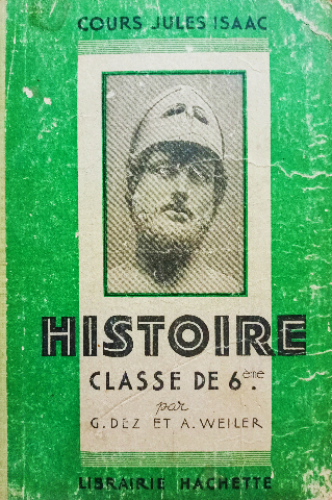 COURS JULES ISAAC
HISTOIRE
CLASSE DE 6ème.
par
G. DEZ ET A. WEILER
LIBRAIRIE HACHETTE